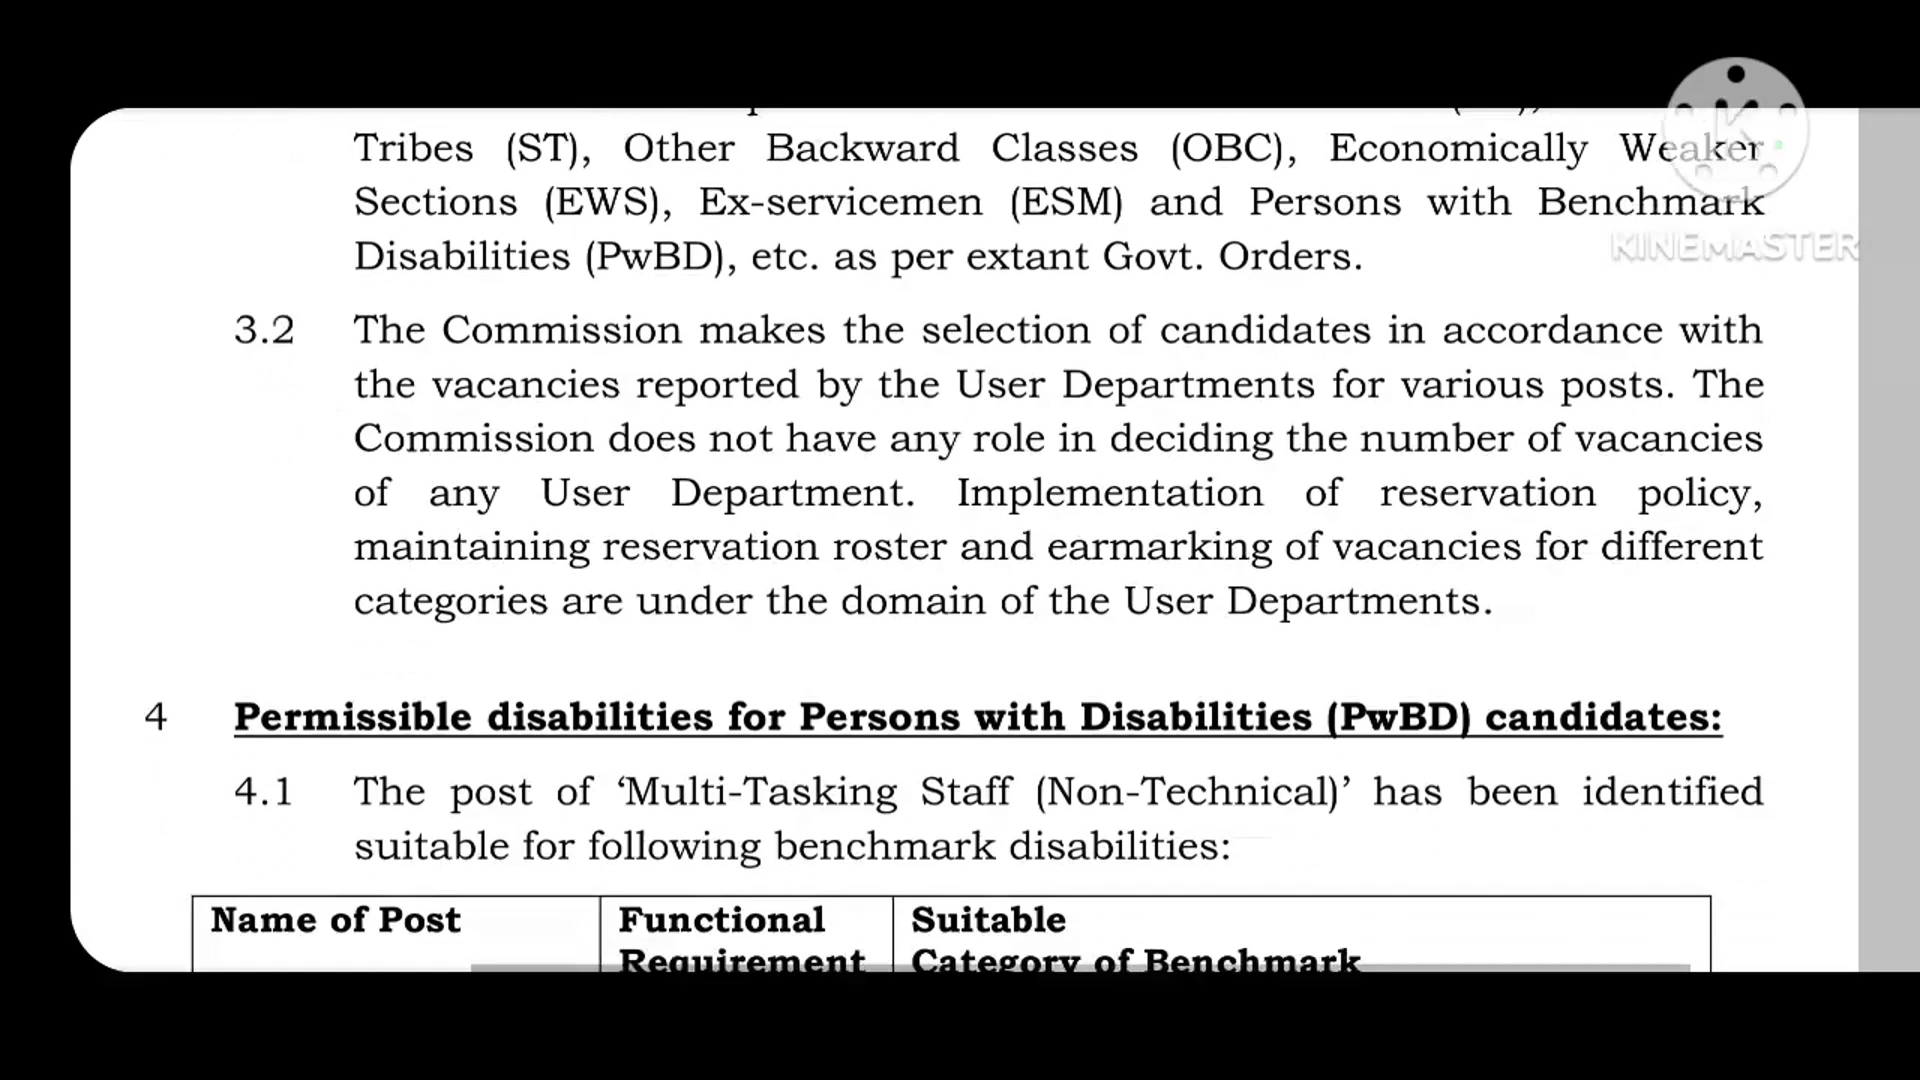 Tribes (ST), Other Backward Classes (OBC), Economically Weaker
Sections (EWS), Ex-servicemen (ESM) and Persons with Benchmark
Disabilities (PwBD), etc. as per extant Govt. Orders.
3.2 The Commission makes the selection of candidates in accordance with
the vacancies reported by the User Departments for various posts. The
Commission does not have any role in deciding the number of vacancies
of any User Department. Implementation of reservation policy,
maintaining reservation roster and earmarking of vacancies for different
categories are under the domain of the User Departments.
4 Permissible disabilities for Persons with Disabilities (PwBD) candidates:
4.1 The post of ‘Multi-Tasking Staff (Non-Technical)’ has been identified
suitable for following benchmark disabilities:
Name of Post Functional Suitable
Requirement Category of Benchmark
K
KINEMASTER